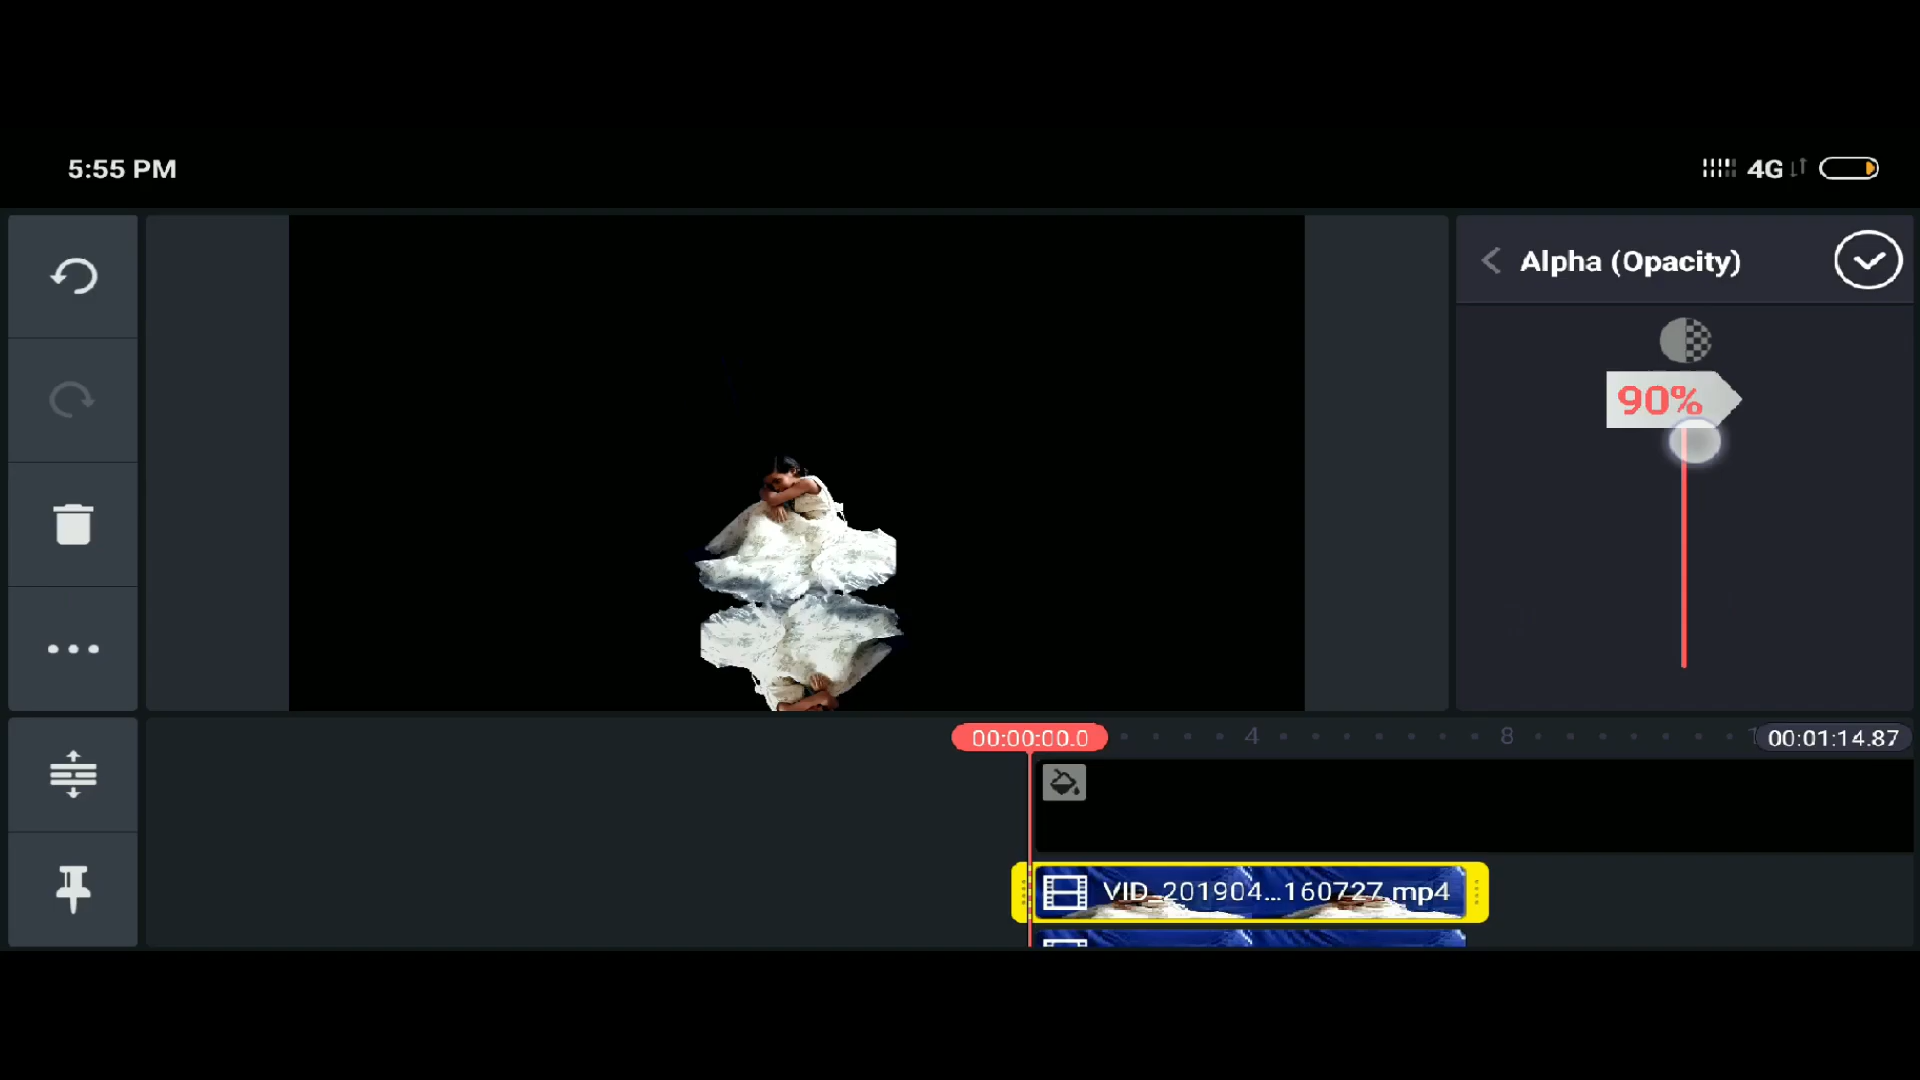 5:55 PM
4G
Alpha (Opacity)
90%
00:00:00.0
4
8
00:01:14.87
VID_201904...160727.mp4